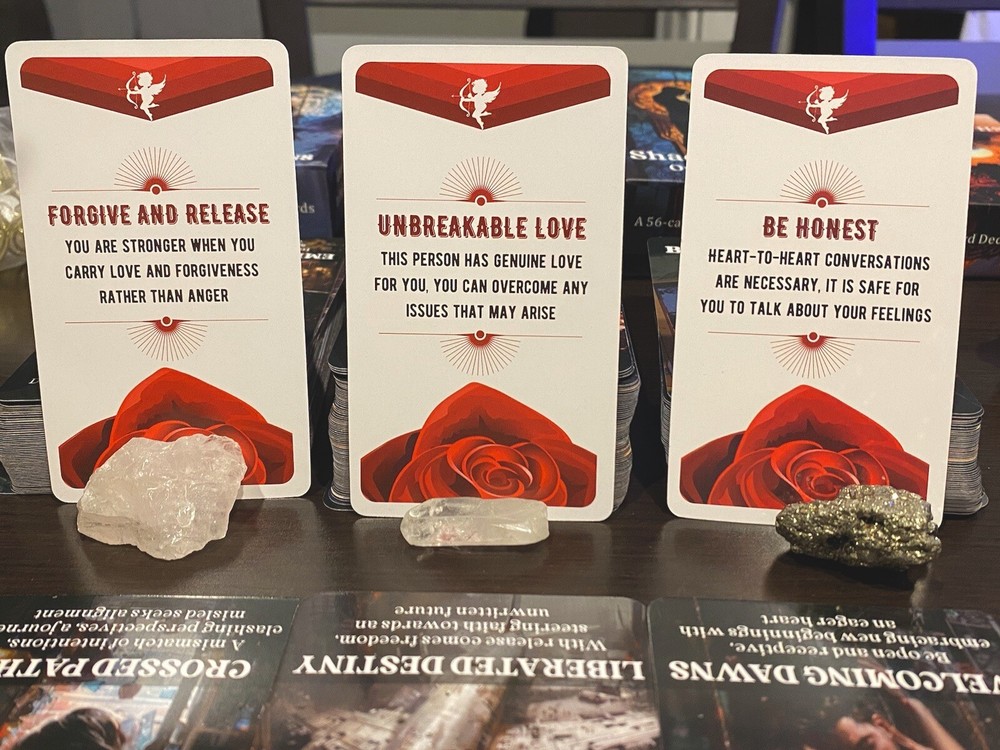 FORGIVE AND RELEASE
YOU ARE STRONGER WHEN YOU
CARRY LOVE AND FORGIVENESS
RATHER THAN ANGER
UNBREAKABLE LOVE
THIS PERSON HAS GENUINE LOVE
FOR YOU, YOU CAN OVERCOME ANY
ISSUES THAT MAY ARISE
BE HONEST
HEART-TO-HEART CONVERSATIONS
ARE NECESSARY, IT IS SAFE FOR
YOU TO TALK ABOUT YOUR FEELINGS
Sha
A 56-ca
rds
d Dec
CROSSED PATH
A mismatch of intentions,
clashing perspectives, a journe
misled seeks alignment
LIBERATED DESTINY
With release comes freedom,
steering faith towards an
unwritten future
WELCOMING DAWNS
Be open and receptive,
embracing new beginnings with
an eager heart